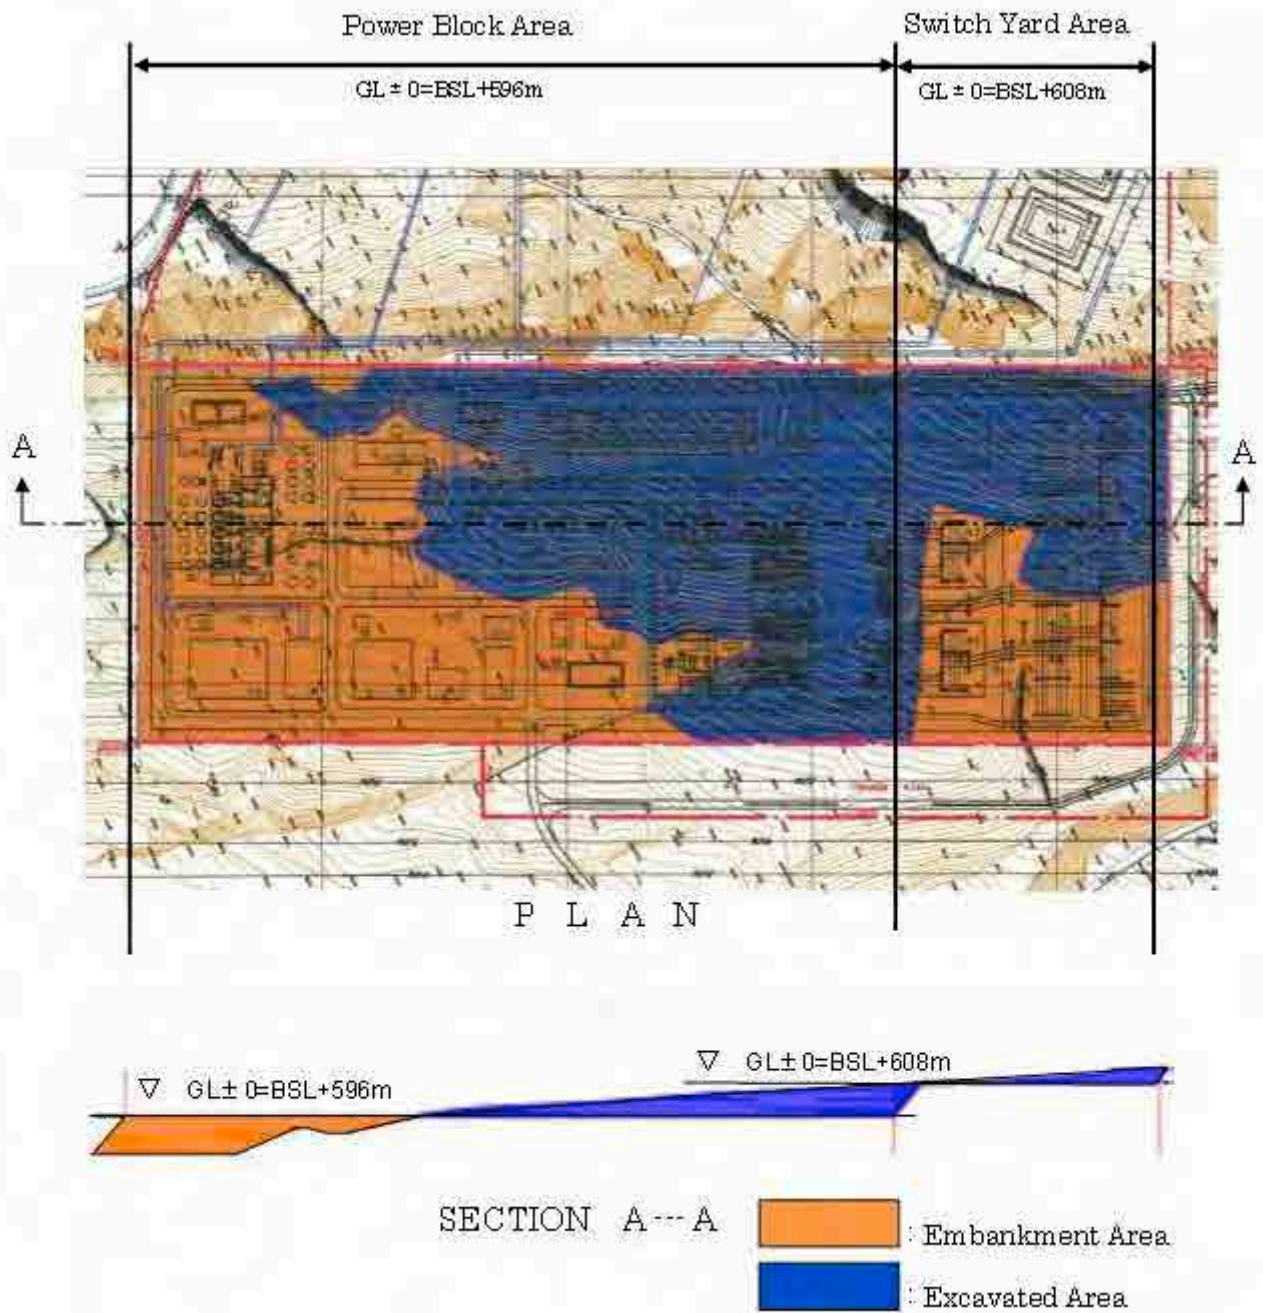 Power Block Area
Switch Yard Area
GL ± 0=BSL+596m
GL ± 0=BSL+608m
A
A
P L A N
▽ GL± 0=BSL+608m
▽ GL± 0=BSL+596m
SECTION A---A
: Embankment Area
: Excavated Area